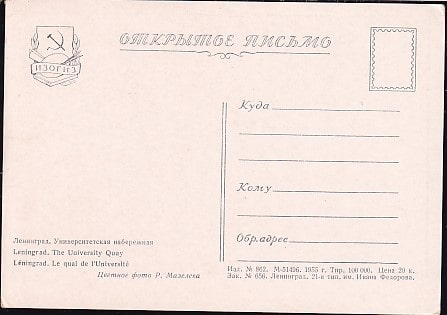 ИЗОГИЗ
ОТКРЫТОЕ ПИСЬМО
Куда
Кому
Обр. адрес
Ленинград. Университетская набережная
Leningrad. The University Quay
Léningrad. Le quai de l'Université
Цветное фото Р. Мазелева
Изд. № 862. М-51496. 1955 г. Тир. 100 000. Цена 20 к.
Зак. № 656. Ленинград. 21-я тип. им. Ивана Федорова.